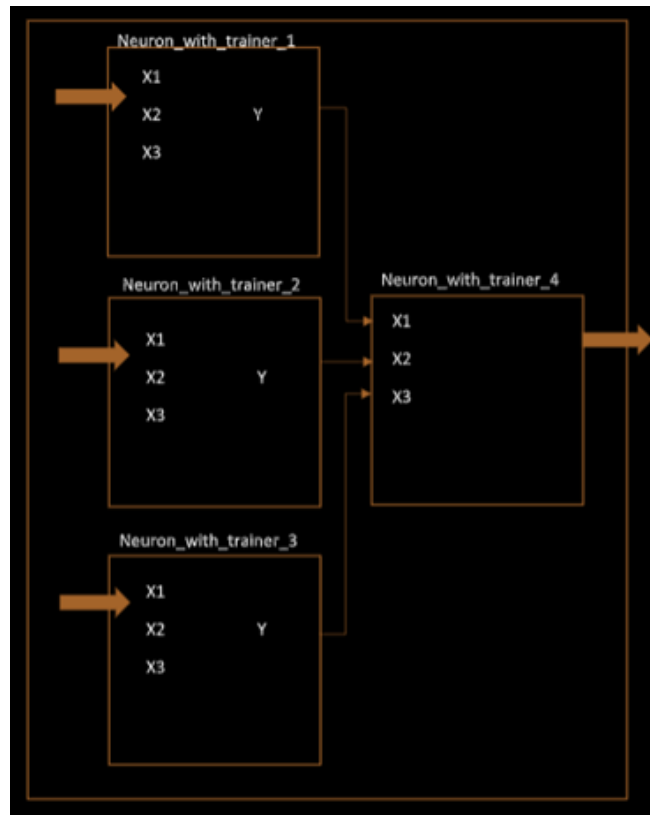 Neuron_with_trainer_1
X1
X2 Y
X3
Neuron_with_trainer_2
X1
X2 Y
X3
Neuron_with_trainer_4
X1
X2
X3
Neuron_with_trainer_3
X1
X2 Y
X3